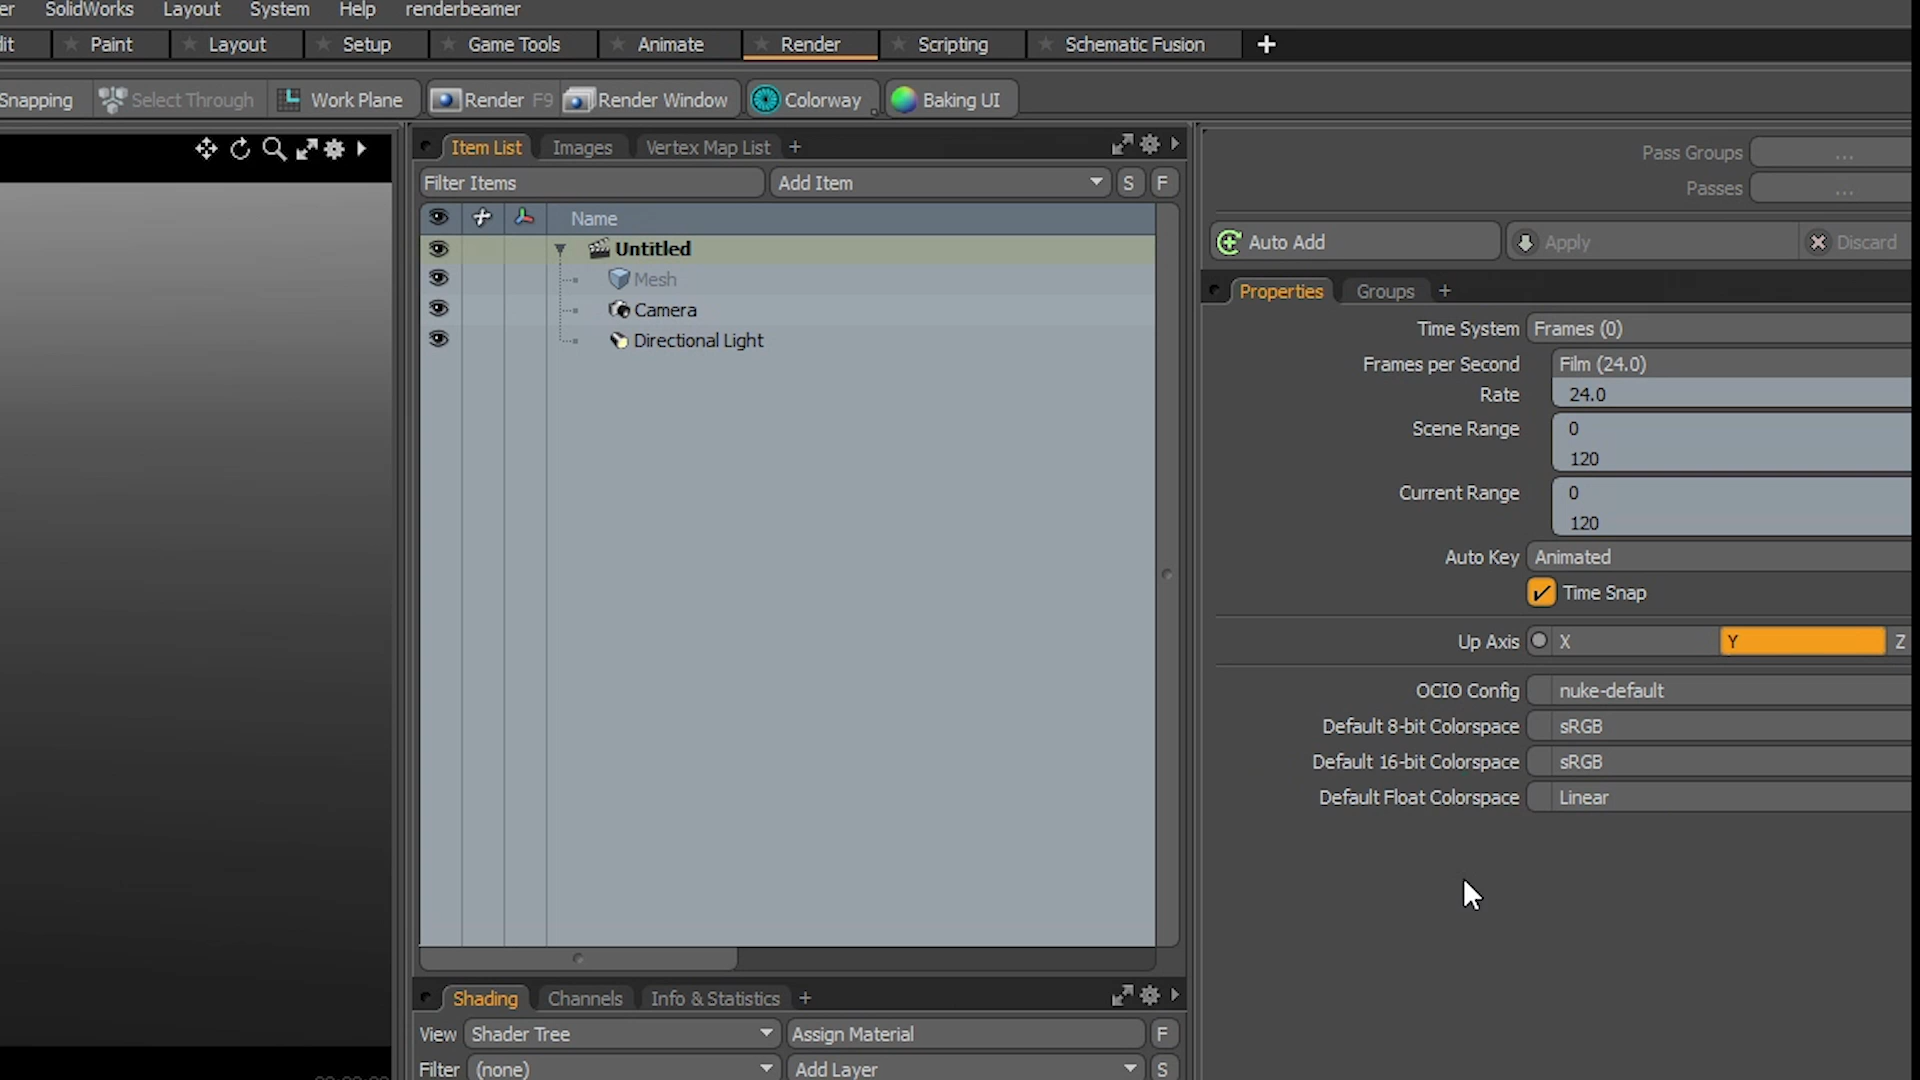 er SolidWorks Layout System Help renderbeamer
dit Paint Layout Setup Game Tools Animate Render Scripting Schematic Fusion +
Snapping Select Through Work Plane Render F9 Render Window Colorway Baking UI
Item List Images Vertex Map List +
Filter Items Add Item S F
Name
Untitled
Mesh
Camera
Directional Light
Shading Channels Info & Statistics +
View Shader Tree Assign Material F
Filter (none) Add Layer S
Pass Groups ...
Passes ...
Auto Add Apply Discard
Properties Groups +
Time System Frames (0)
Frames per Second Film (24.0)
Rate 24.0
Scene Range 0
120
Current Range 0
120
Auto Key Animated
Time Snap
Up Axis X Y Z
OCIO Config nuke-default
Default 8-bit Colorspace sRGB
Default 16-bit Colorspace sRGB
Default Float Colorspace Linear